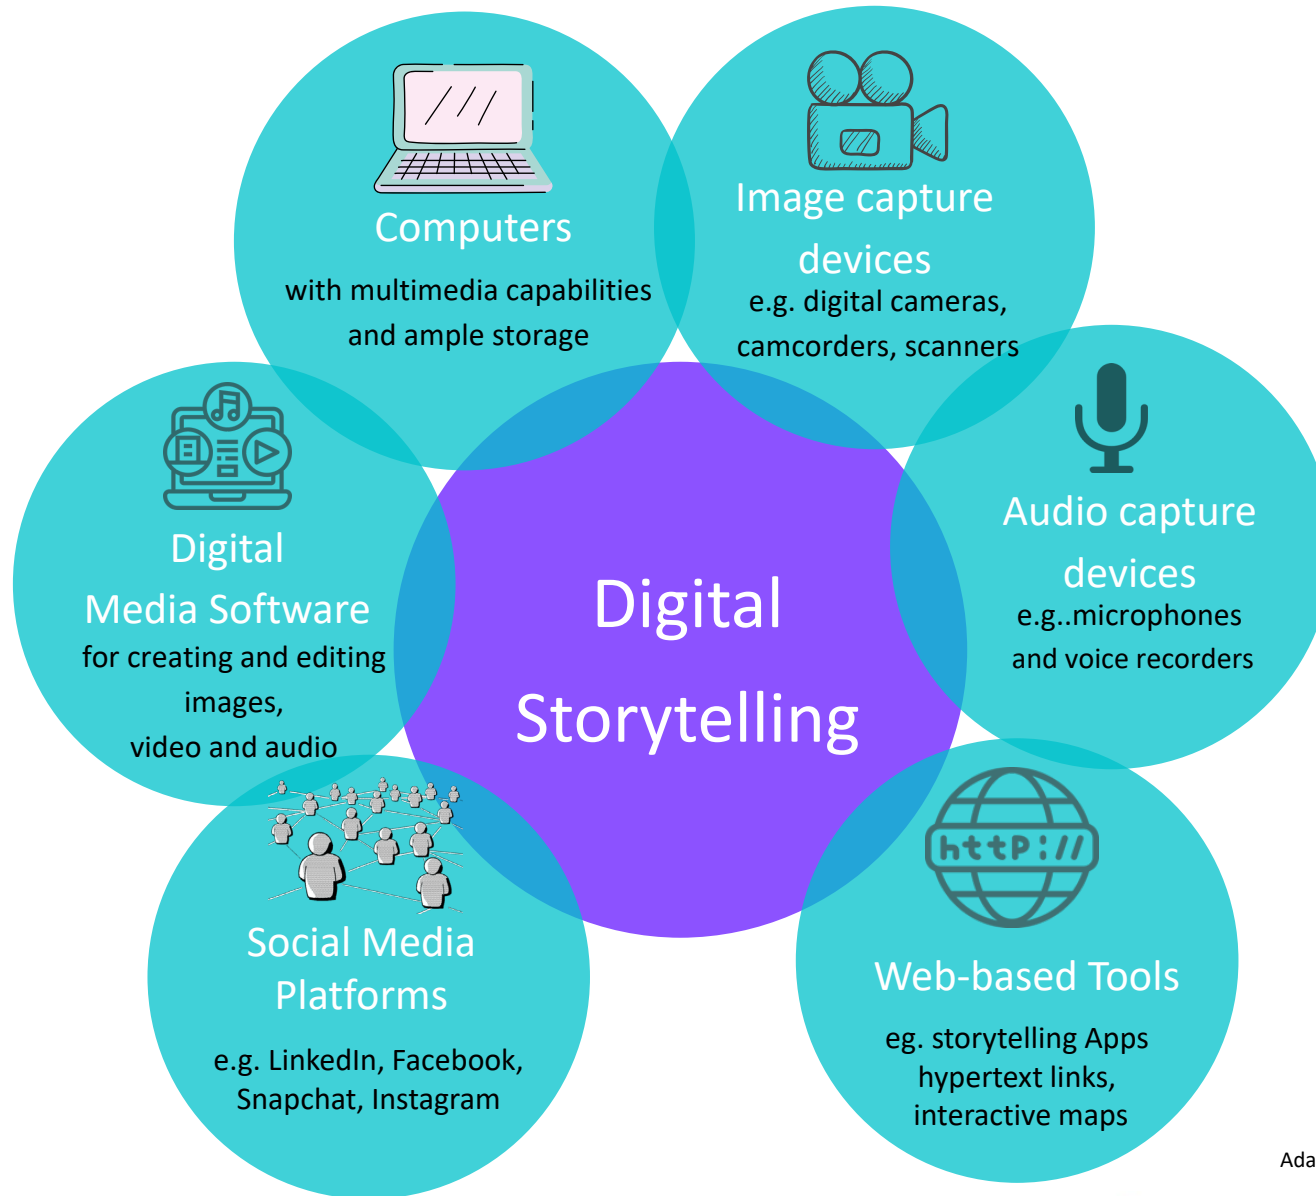 Computers
with multimedia capabilities
and ample storage
Image capture
devices
e.g. digital cameras,
camcorders, scanners
Audio capture
devices
e.g..microphones
and voice recorders
Digital
Media Software
for creating and editing
images,
video and audio
Digital
Storytelling
http://
Social Media
Platforms
e.g. LinkedIn, Facebook,
Snapchat, Instagram
Web-based Tools
eg. storytelling Apps
hypertext links,
interactive maps
Ada